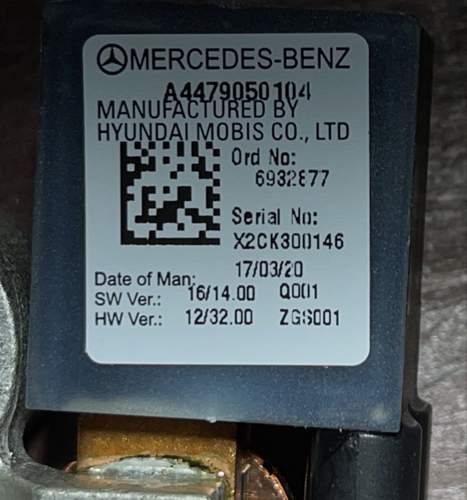 MERCEDES-BENZ
A4479050104
MANUFACTURED BY
HYUNDAI MOBIS CO., LTD
Ord No:
6932877
Serial No:
X2CK300146
Date of Man: 17/03/20
SW Ver.: 16/14.00 Q001
HW Ver.: 12/32.00 ZGS001